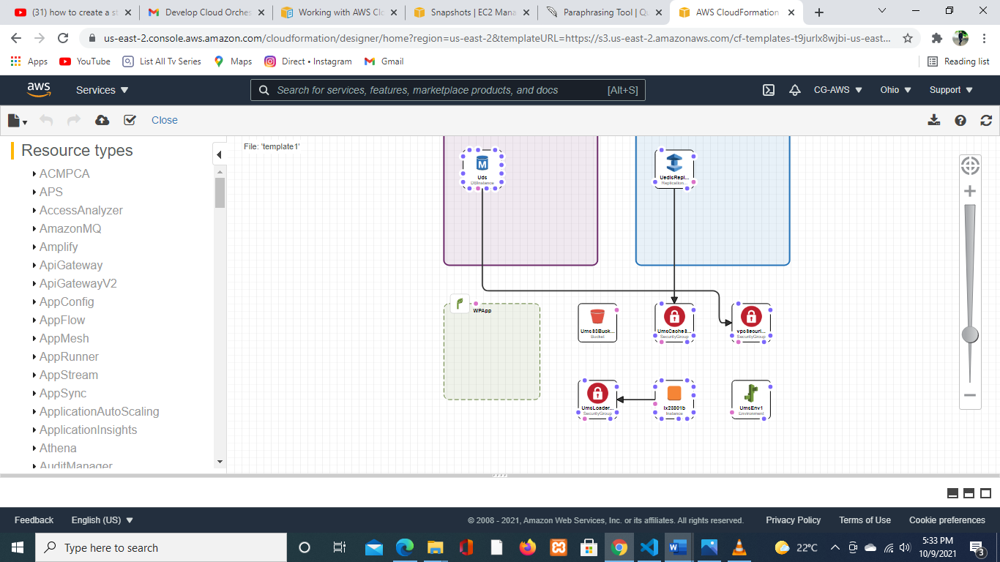 (31) how to create a st
Develop Cloud Orches
Working with AWS Clo
Snapshots | EC2 Mana
Paraphrasing Tool | Qu
AWS CloudFormation
us-east-2.console.aws.amazon.com/cloudformation/designer/home?region=us-east-2&templateURL=https://s3.us-east-2.amazonaws.com/cf-templates-t9jurlx8wjbi-us-east...
Apps
YouTube
List All Tv Series
Maps
Direct • Instagram
Gmail
Reading list
aws
Services
Search for services, features, marketplace products, and docs
[Alt+S]
CG-AWS
Ohio
Support
Close
Resource types
File: 'template1'
ACMPCA
APS
AccessAnalyzer
AmazonMQ
Amplify
ApiGateway
ApiGatewayV2
AppConfig
AppFlow
AppMesh
AppRunner
AppStream
AppSync
ApplicationAutoScaling
ApplicationInsights
Athena
AuditManager
M
Uds
DBInstance
UedisRepl...
Replication...
WPApp
UmsS3Buck...
Bucket
UmsCacheS...
SecurityGroup
vpcSecuri...
SecurityGroup
UmsLoader...
SecurityGroup
Instance
UmsEnv1
Environment
Feedback
English (US)
© 2008 - 2021, Amazon Web Services, Inc. or its affiliates. All rights reserved.
Privacy Policy
Terms of Use
Cookie preferences
Type here to search
22°C
5:33 PM
10/9/2021
3